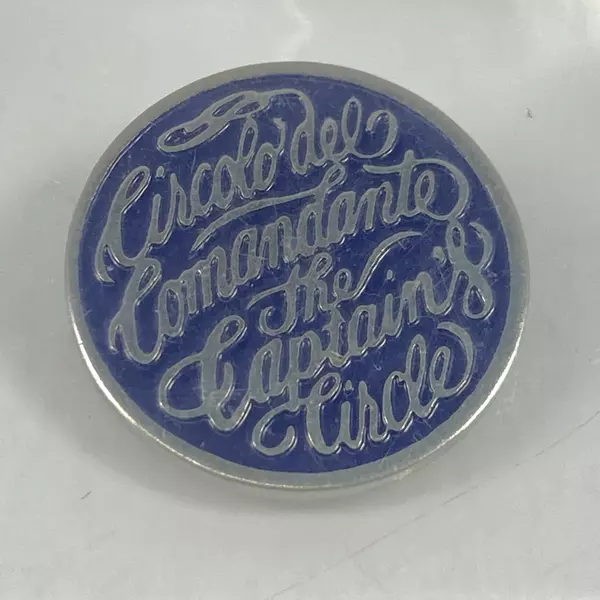 Circolo del
Comandante
The
Captain's
Circle